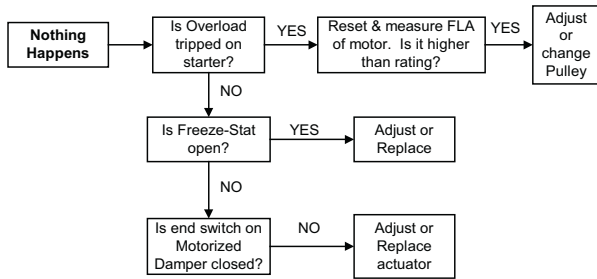 Nothing
Happens
Is Overload
tripped on
starter?
YES
Reset & measure FLA
of motor.  Is it higher
than rating?
YES
Adjust
or
change
Pulley
NO
Is Freeze-Stat
open?
YES
Adjust or
Replace
NO
Is end switch on
Motorized
Damper closed?
NO
Adjust or
Replace
actuator